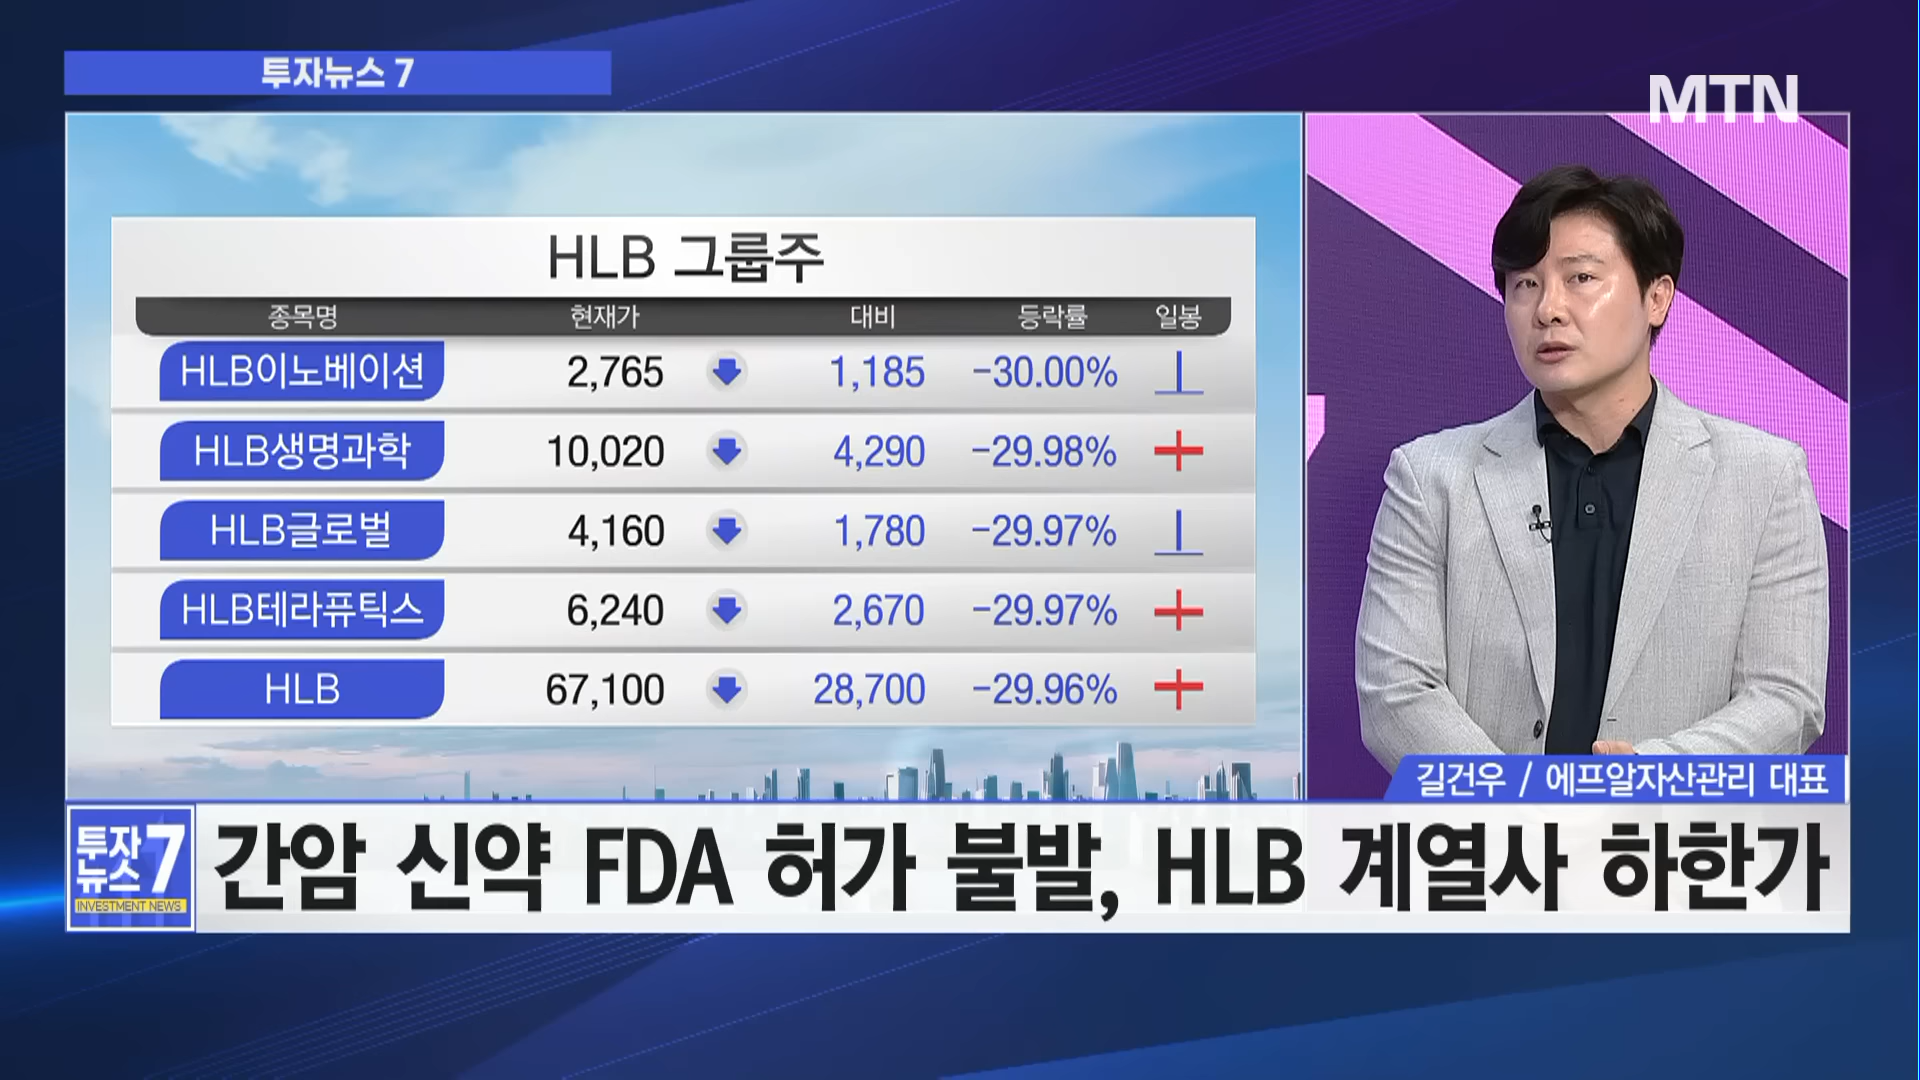 투자뉴스 7
MTN
HLB 그룹주
종목명 현재가 대비 등락률 일봉
HLB이노베이션 2,765 1,185 -30.00%
HLB생명과학 10,020 4,290 -29.98%
HLB글로벌 4,160 1,780 -29.97%
HLB테라퓨틱스 6,240 2,670 -29.97%
HLB 67,100 28,700 -29.96%
길건우 / 에프알자산관리 대표
투자
뉴스 7
INVESTMENT NEWS
간암 신약 FDA 허가 불발, HLB 계열사 하한가